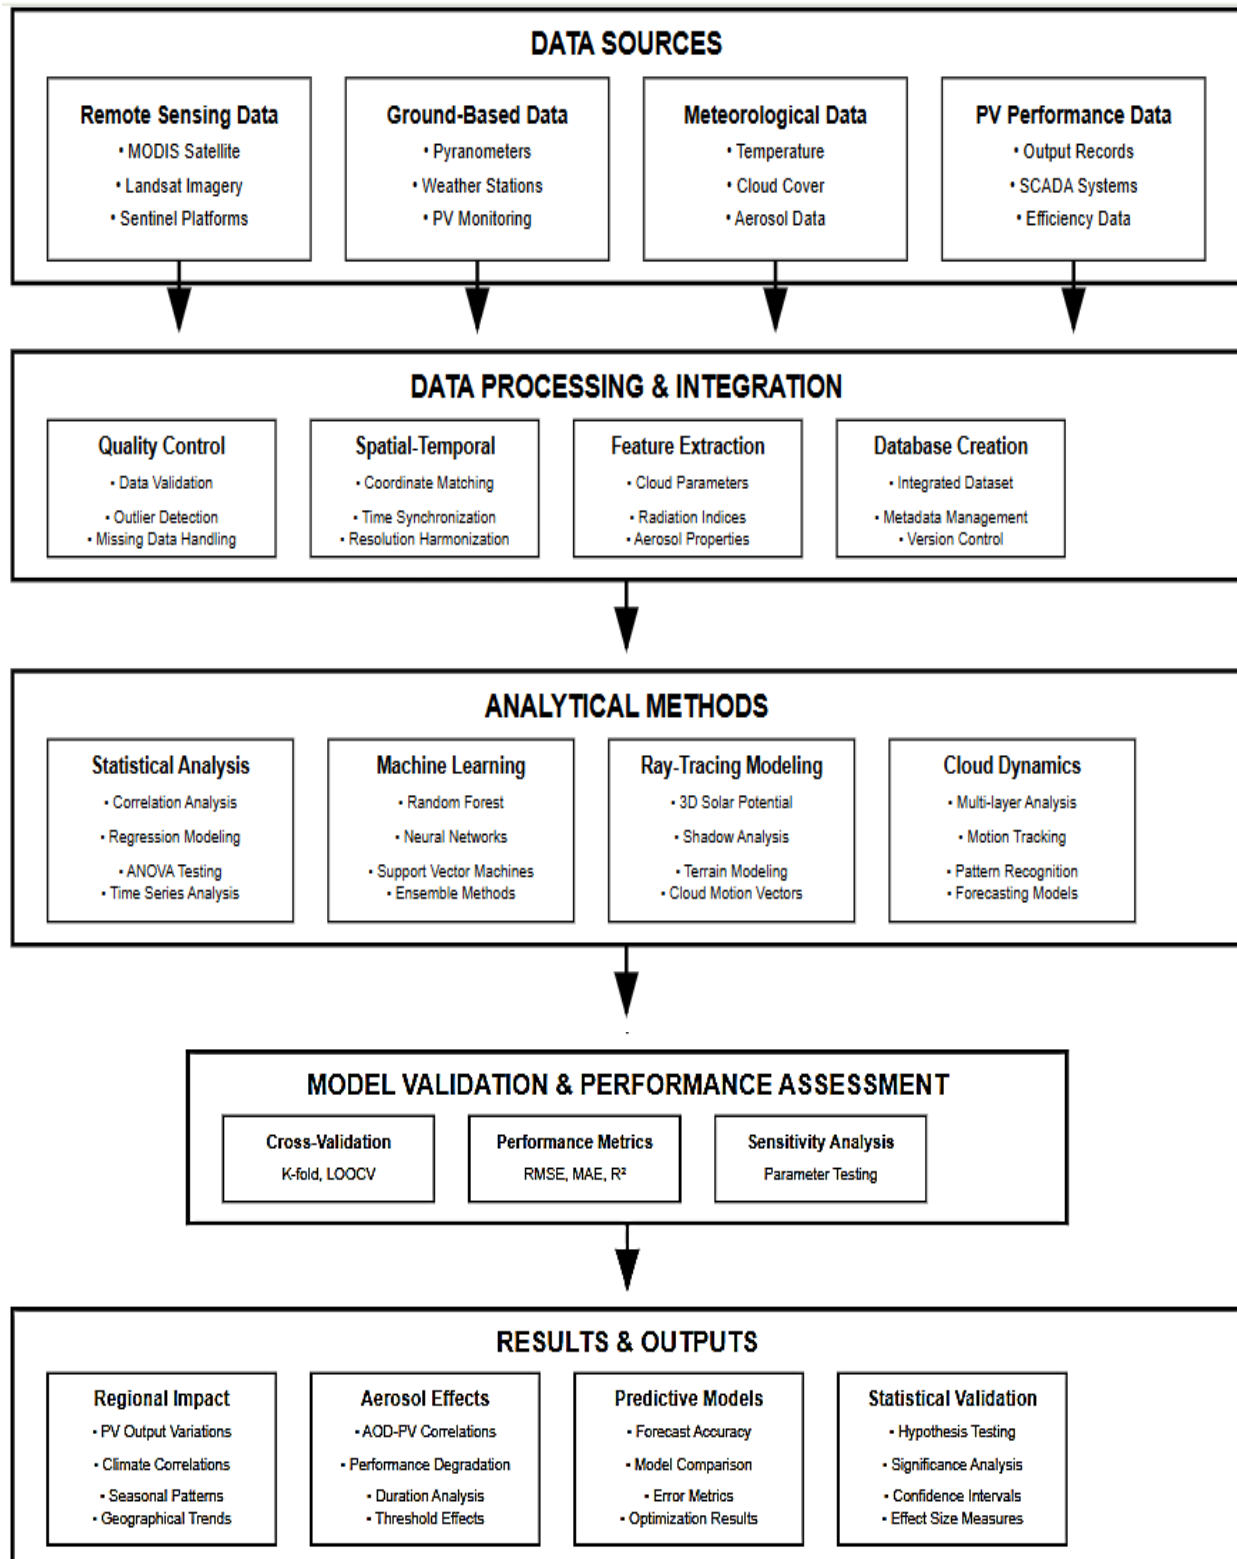 DATA SOURCES
Remote Sensing Data
• MODIS Satellite
• Landsat Imagery
• Sentinel Platforms
Ground-Based Data
• Pyranometers
• Weather Stations
• PV Monitoring
Meteorological Data
• Temperature
• Cloud Cover
• Aerosol Data
PV Performance Data
• Output Records
• SCADA Systems
• Efficiency Data
DATA PROCESSING & INTEGRATION
Quality Control
▪ Data Validation
▪ Outlier Detection
▪ Missing Data Handling
Spatial-Temporal
▪ Coordinate Matching
▪ Time Synchronization
▪ Resolution Harmonization
Feature Extraction
▪ Cloud Parameters
▪ Radiation Indices
▪ Aerosol Properties
Database Creation
▪ Integrated Dataset
▪ Metadata Management
▪ Version Control
ANALYTICAL METHODS
Statistical Analysis
▪ Correlation Analysis
▪ Regression Modeling
▪ ANOVA Testing
▪ Time Series Analysis
Machine Learning
▪ Random Forest
▪ Neural Networks
▪ Support Vector Machines
▪ Ensemble Methods
Ray-Tracing Modeling
▪ 3D Solar Potential
▪ Shadow Analysis
▪ Terrain Modeling
▪ Cloud Motion Vectors
Cloud Dynamics
▪ Multi-layer Analysis
▪ Motion Tracking
▪ Pattern Recognition
▪ Forecasting Models
MODEL VALIDATION & PERFORMANCE ASSESSMENT
Cross-Validation
K-fold, LOOCV
Performance Metrics
RMSE, MAE, R²
Sensitivity Analysis
Parameter Testing
RESULTS & OUTPUTS
Regional Impact
▪ PV Output Variations
▪ Climate Correlations
▪ Seasonal Patterns
▪ Geographical Trends
Aerosol Effects
▪ AOD-PV Correlations
▪ Performance Degradation
▪ Duration Analysis
▪ Threshold Effects
Predictive Models
▪ Forecast Accuracy
▪ Model Comparison
▪ Error Metrics
▪ Optimization Results
Statistical Validation
▪ Hypothesis Testing
▪ Significance Analysis
▪ Confidence Intervals
▪ Effect Size Measures